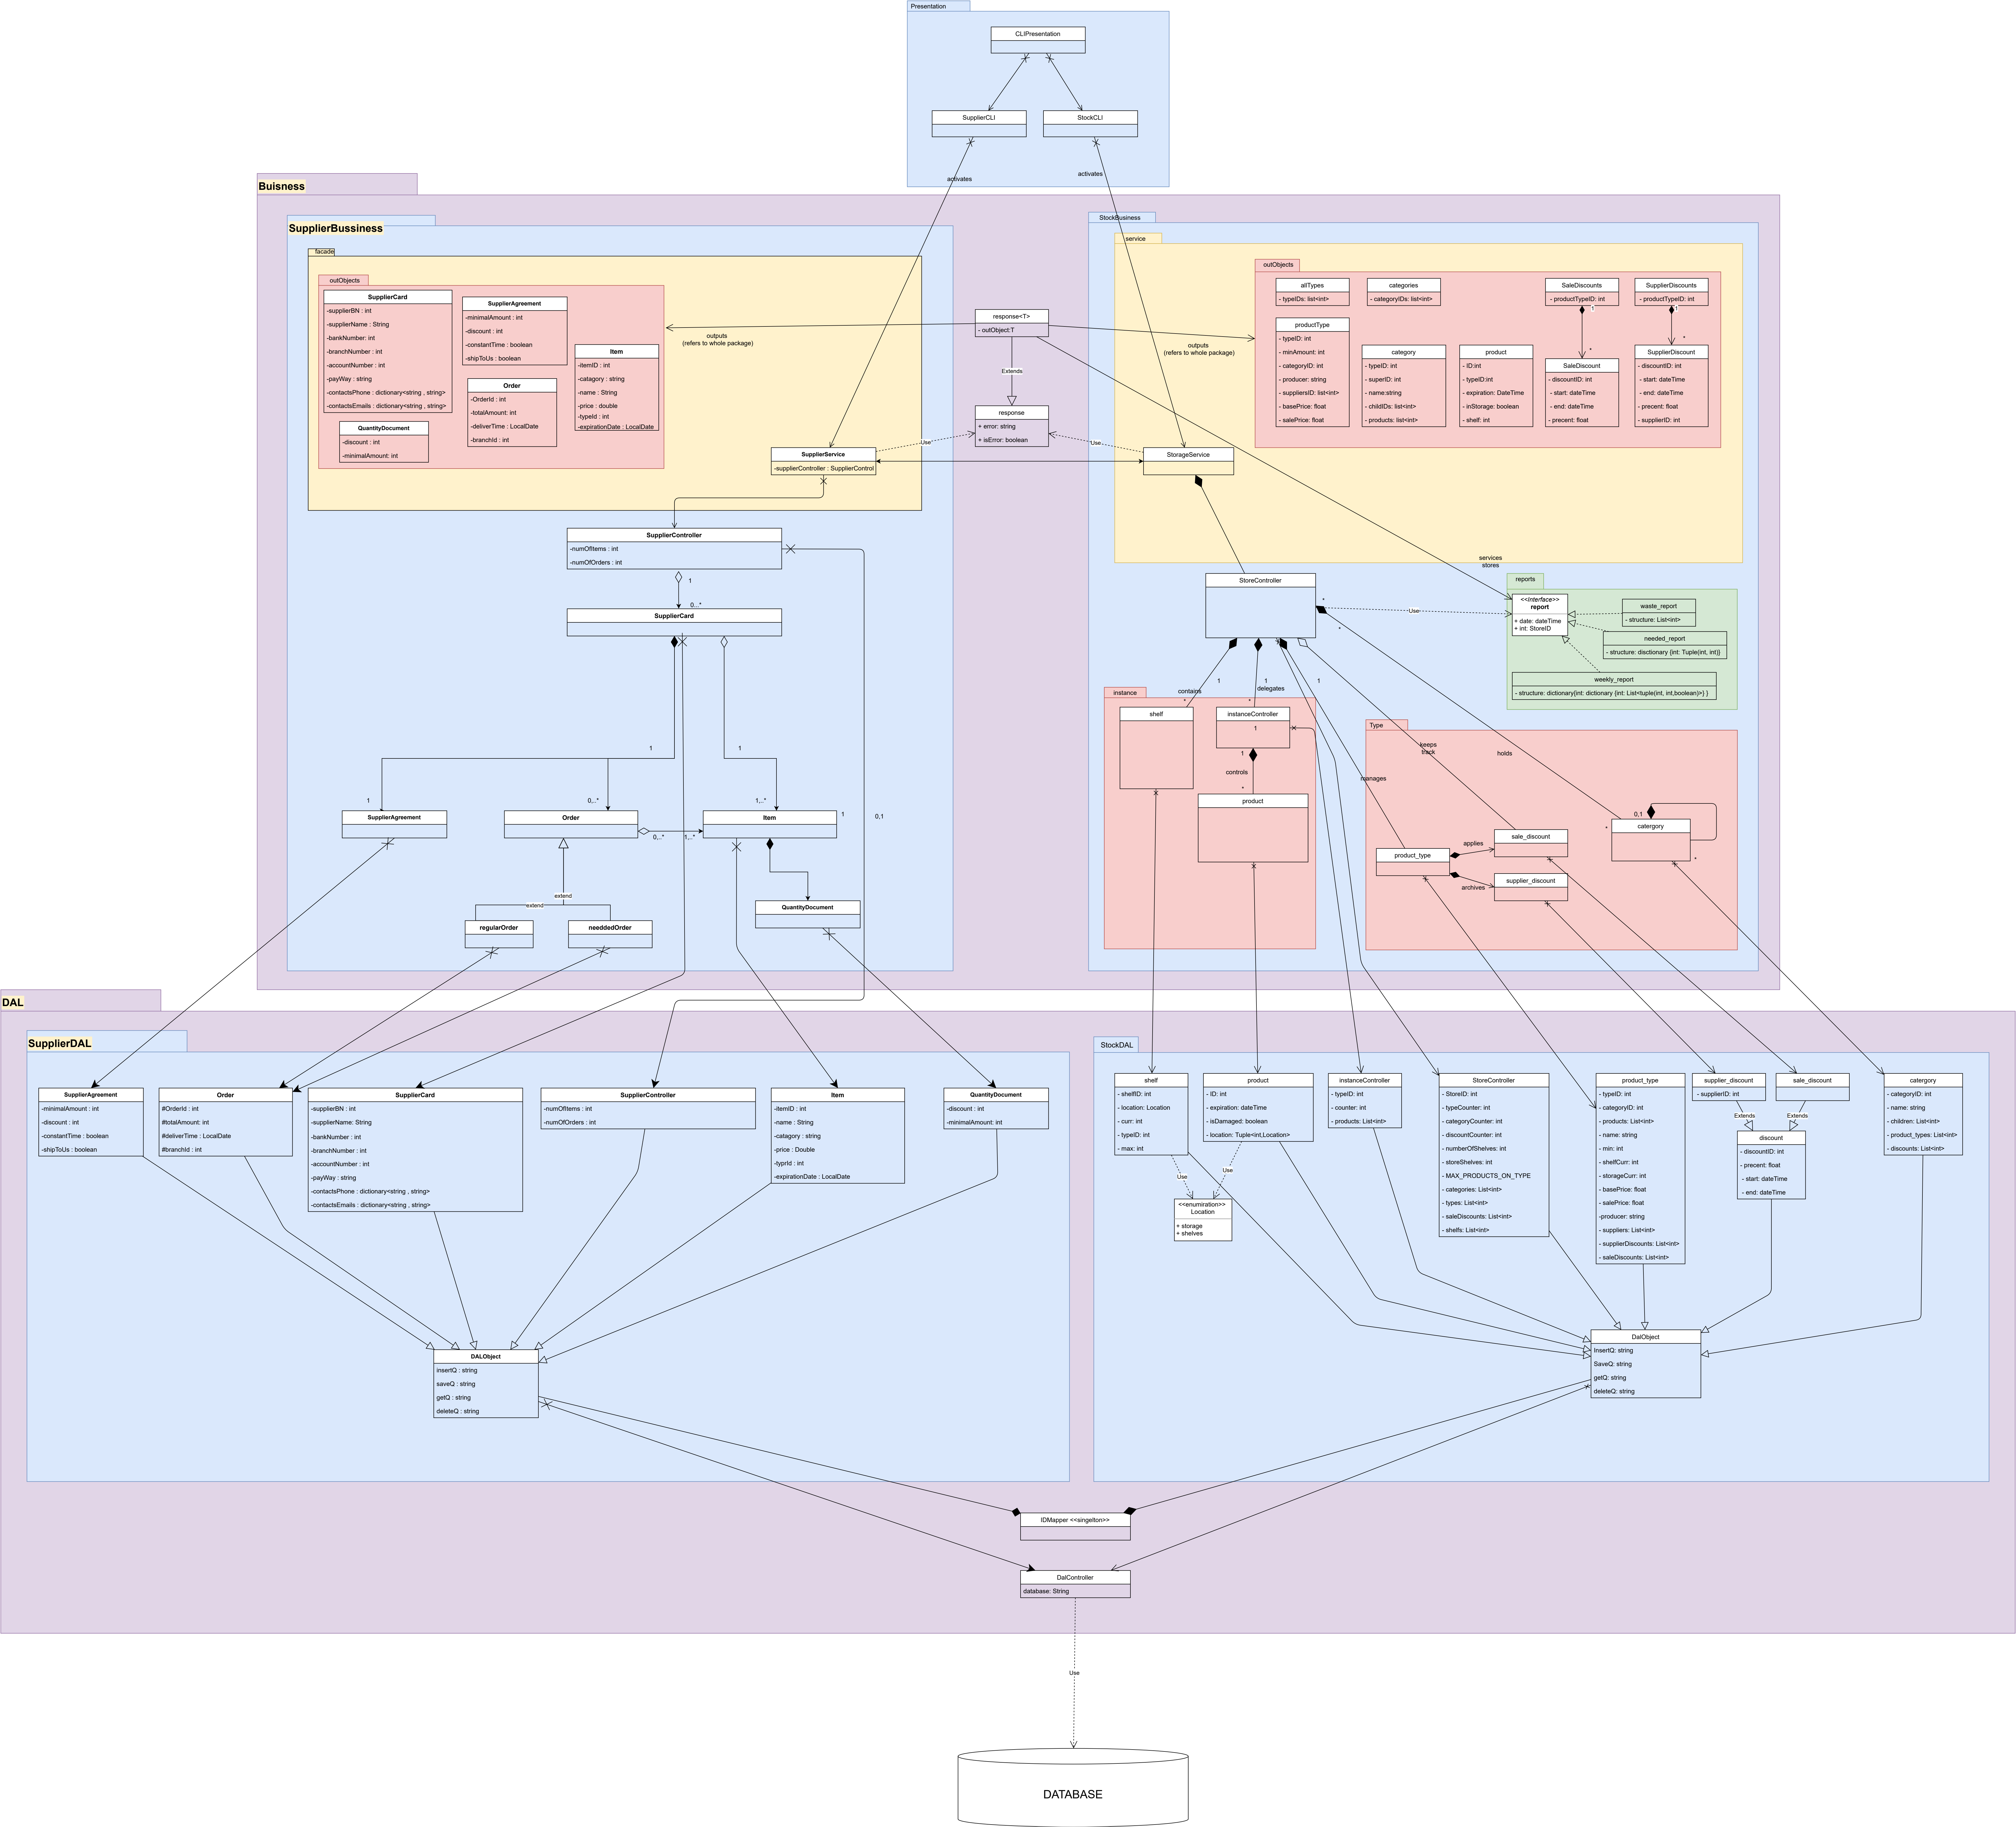 Presentation
CLIPresentation
SupplierCLI
StockCLI
activates
activates
Buisness
SupplierBussiness
facade
outObjects
SupplierCard
-supplierBN : int
-supplierName : String
-bankNumber: int
-branchNumber : int
-accountNumber : int
-payWay : string
-contactsPhone : dictionary<string , string>
-contactsEmails : dictionary<string , string>
SupplierAgreement
-minimalAmount : int
-discount : int
-constantTime : boolean
-shipToUs : boolean
Item
-itemID : int
-catagory : string
-name : String
-price : double
-typeId : int
-expirationDate : LocalDate
Order
-OrderId : int
-totalAmount: int
-deliverTime : LocalDate
-branchId : int
QuantityDocument
-discount : int
-minimalAmount: int
outputs
(refers to whole package)
SupplierService
-supplierController : SupplierControl
response<T>
- outObject:T
Extends
response
+ error: string
+ isError: boolean
Use
Use
outputs
(refers to whole package)
StockBusiness
service
outObjects
allTypes
- typeIDs: list<int>
categories
- categoryIDs: list<int>
SaleDiscounts
- productTypeID: int
SupplierDiscounts
- productTypeID: int
1
1
*
*
productType
- typeID: int
- minAmount: int
- categoryID: int
- producer: string
- suppliersID: list<int>
- basePrice: float
- salePrice: float
category
- typeID: int
- superID: int
- name:string
- childIDs: list<int>
- products: list<int>
product
- ID:int
- typeID:int
- expiration: DateTime
- inStorage: boolean
- shelf: int
SaleDiscount
- discountID: int
- start: dateTime
- end: dateTime
- precent: float
SupplierDiscount
- discountID: int
- start: dateTime
- end: dateTime
- precent: float
- supplierID: int
StorageService
services
stores
SupplierController
-numOfItems : int
-numOfOrders : int
1
0...*
SupplierCard
1
1
1
0,..*
1,..*
1
0,1
SupplierAgreement
Order
0,..*
1,..*
Item
extend
extend
regularOrder
needdedOrder
QuantityDocument
StoreController
*
Use
*
reports
<<Interface>>
report
+ date: dateTime
+ int: StoreID
waste_report
- structure: List<int>
needed_report
- structure: disctionary {int: Tuple(int, int)}
weekly_report
- structure: dictionary{int: dictionary {int: List<tuple(int, int,boolean)>} }
instance
contains
1
*
1
delegates
*
1
shelf
instanceController
1
1
controls
*
product
Type
keeps
track
holds
manages
0,1
catergory
*
*
product_type
applies
archives
sale_discount
supplier_discount
DAL
SupplierDAL
SupplierAgreement
-minimalAmount : int
-discount : int
-constantTime : boolean
-shipToUs : boolean
Order
#OrderId : int
#totalAmount: int
#deliverTime : LocalDate
#branchId : int
SupplierCard
-supplierBN : int
-supplierName: String
-bankNumber : int
-branchNumber : int
-accountNumber : int
-payWay : string
-contactsPhone : dictionary<string , string>
-contactsEmails : dictionary<string , string>
SupplierController
-numOfItems : int
-numOfOrders : int
Item
-itemID : int
-name : String
-catagory : string
-price : Double
-typrId : int
-expirationDate : LocalDate
QuantityDocument
-discount : int
-minimalAmount: int
DALObject
insertQ : string
saveQ : string
getQ : string
deleteQ : string
StockDAL
shelf
- shelfID: int
- location: Location
- curr: int
- typeID: int
- max: int
product
- ID: int
- expiration: dateTime
- isDamaged: boolean
- location: Tuple<int,Location>
instanceController
- typeID: int
- counter: int
- products: List<int>
StoreController
- StoreID: int
- typeCounter: int
- categoryCounter: int
- discountCounter: int
- numberOfShelves: int
- storeShelves: int
- MAX_PRODUCTS_ON_TYPE
- categories: List<int>
- types: List<int>
- saleDiscounts: List<int>
- shelfs: List<int>
product_type
- typeID: int
- categoryID: int
- products: List<int>
- name: string
- min: int
- shelfCurr: int
- storageCurr: int
- basePrice: float
- salePrice: float
-producer: string
- suppliers: List<int>
- supplierDiscounts: List<int>
- saleDiscounts: List<int>
supplier_discount
- supplierID: int
sale_discount
Extends
Extends
discount
- discountID: int
- precent: float
- start: dateTime
- end: dateTime
catergory
- categoryID: int
- name: string
- children: List<int>
- product_types: List<int>
- discounts: List<int>
Use
Use
<<enumiration>>
Location
+ storage
+ shelves
DalObject
InsertQ: string
SaveQ: string
getQ: string
deleteQ: string
IDMapper <<singelton>>
DalController
database: String
Use
DATABASE